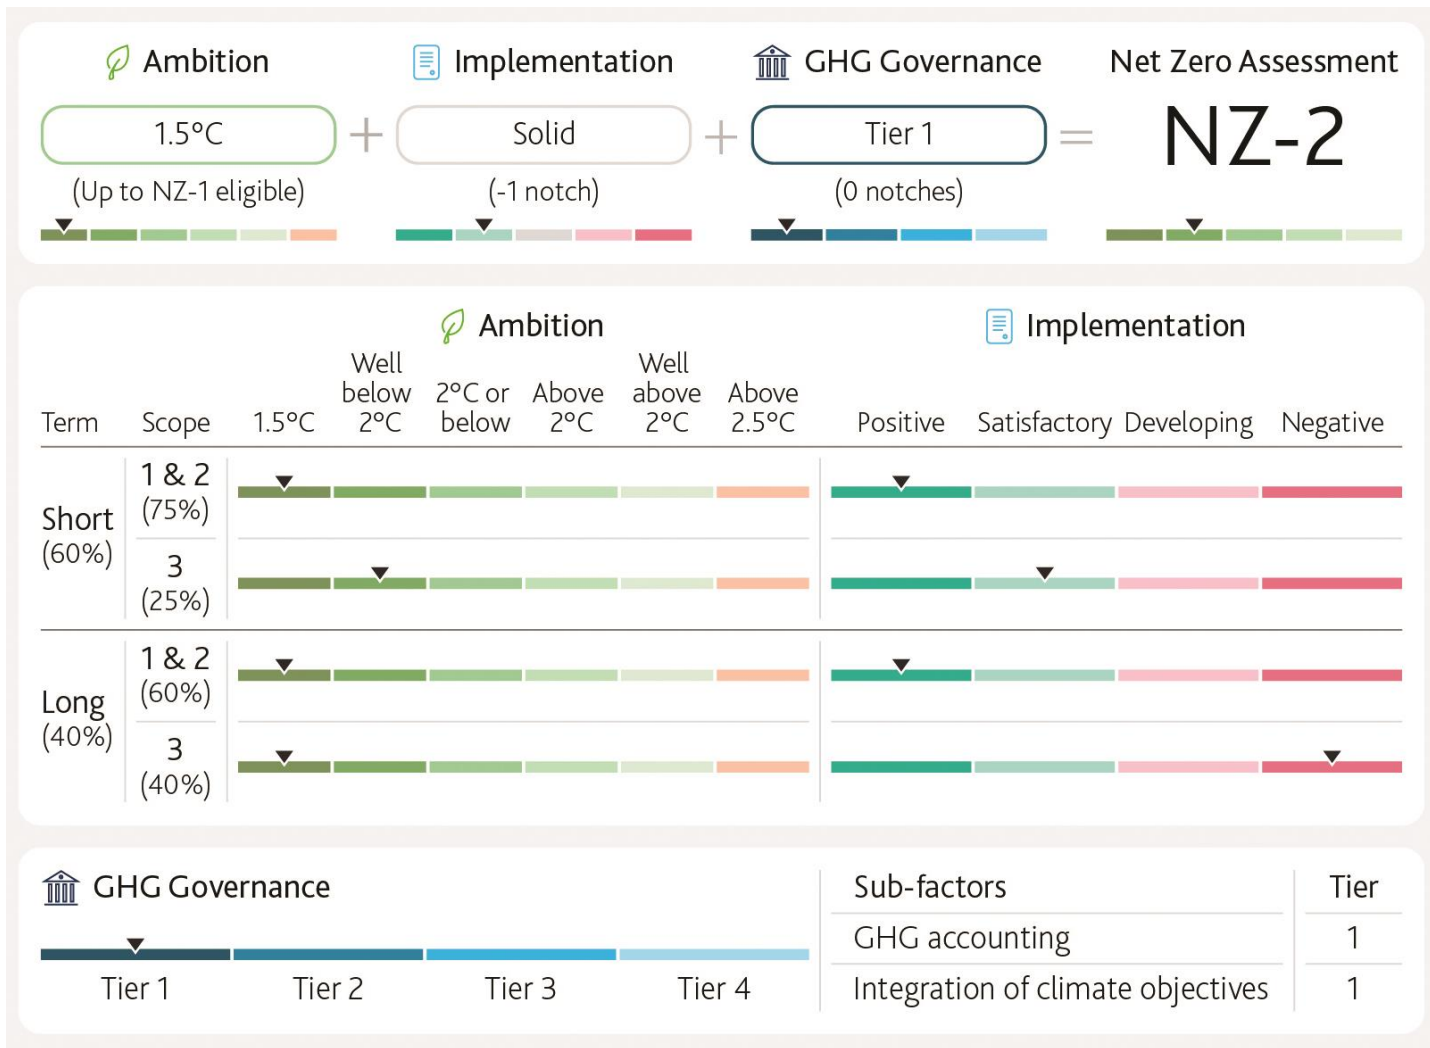 Ambition
Implementation
GHG Governance
Net Zero Assessment
1.5°C
+
Solid
+
Tier 1
=
NZ-2
(Up to NZ-1 eligible)
(-1 notch)
(0 notches)
Ambition
Implementation
Term
Scope
1.5°C
Well
below
2°C
2°C or
below
Above
2°C
Well
above
2°C
Above
2.5°C
Positive
Satisfactory
Developing
Negative
Short
(60%)
1 & 2
(75%)
3
(25%)
Long
(40%)
1 & 2
(60%)
3
(40%)
GHG Governance
Tier 1
Tier 2
Tier 3
Tier 4
Sub-factors
Tier
GHG accounting
1
Integration of climate objectives
1